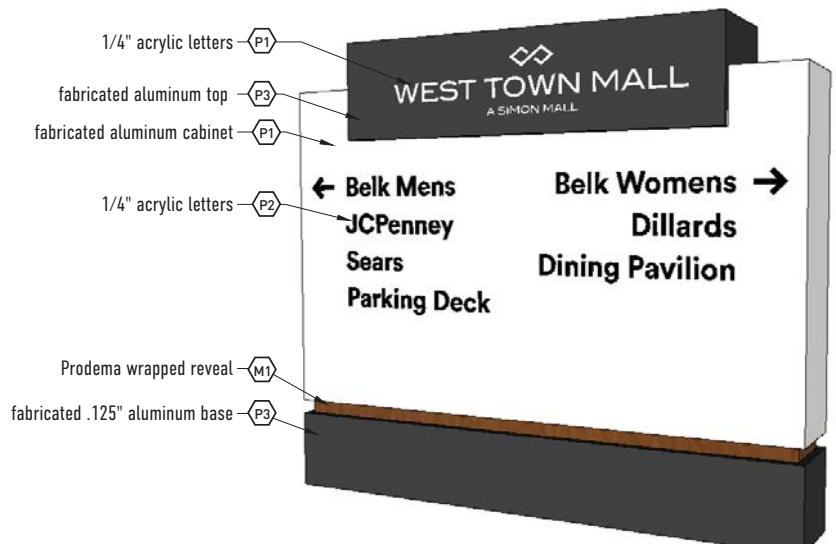 1/4" acrylic letters P1
fabricated aluminum top P3
fabricated aluminum cabinet P1
1/4" acrylic letters P2
Prodema wrapped reveal M1
fabricated .125" aluminum base P3
WEST TOWN MALL
A SIMON MALL
← Belk Mens
JCPenney
Sears
Parking Deck
Belk Womens →
Dillards
Dining Pavilion